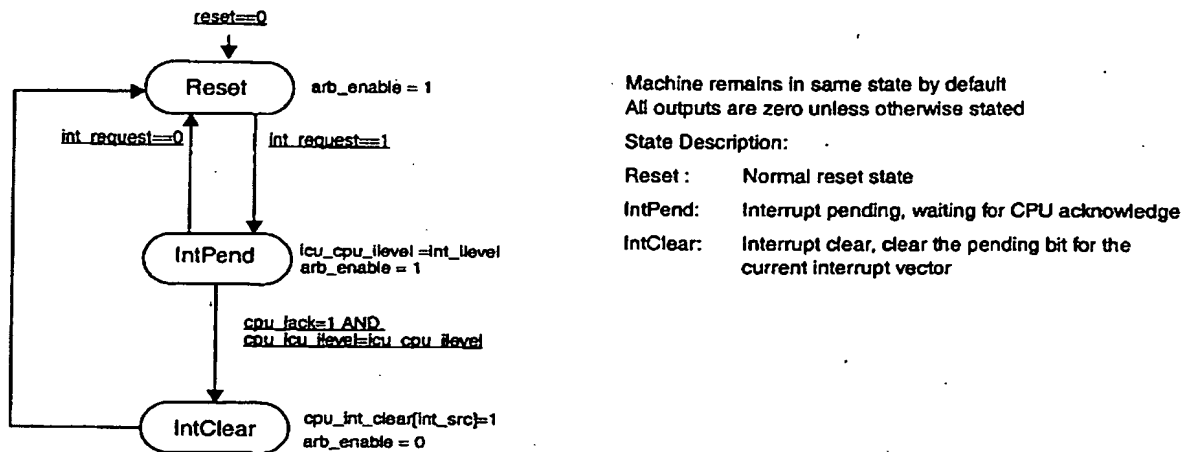 reset==0
Reset
arb_enable = 1
int_request==0
int_request==1
IntPend
icu_cpu_ilevel =int_ilevel
arb_enable = 1
cpu_iack=1 AND
cpu_icu_ilevel=icu_cpu_ilevel
IntClear
cpu_int_clear[int_src]=1
arb_enable = 0
Machine remains in same state by default
All outputs are zero unless otherwise stated
State Description:
Reset : Normal reset state
IntPend: Interrupt pending, waiting for CPU acknowledge
IntClear: Interrupt clear, clear the pending bit for the
current interrupt vector